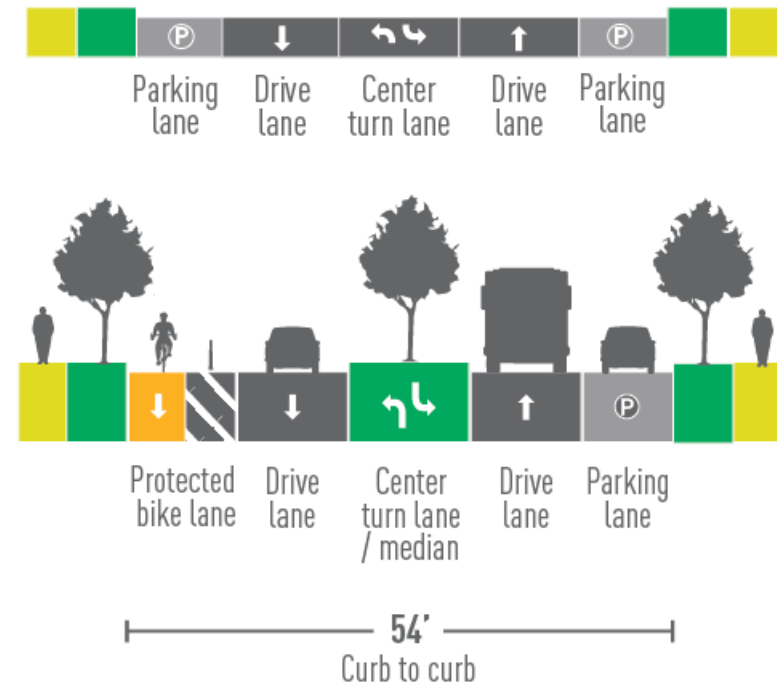 P
P
Parking
lane
Drive
lane
Center
turn lane
Drive
lane
Parking
lane
P
Protected
bike lane
Drive
lane
Center
turn lane
/ median
Drive
lane
Parking
lane
54'
Curb to curb